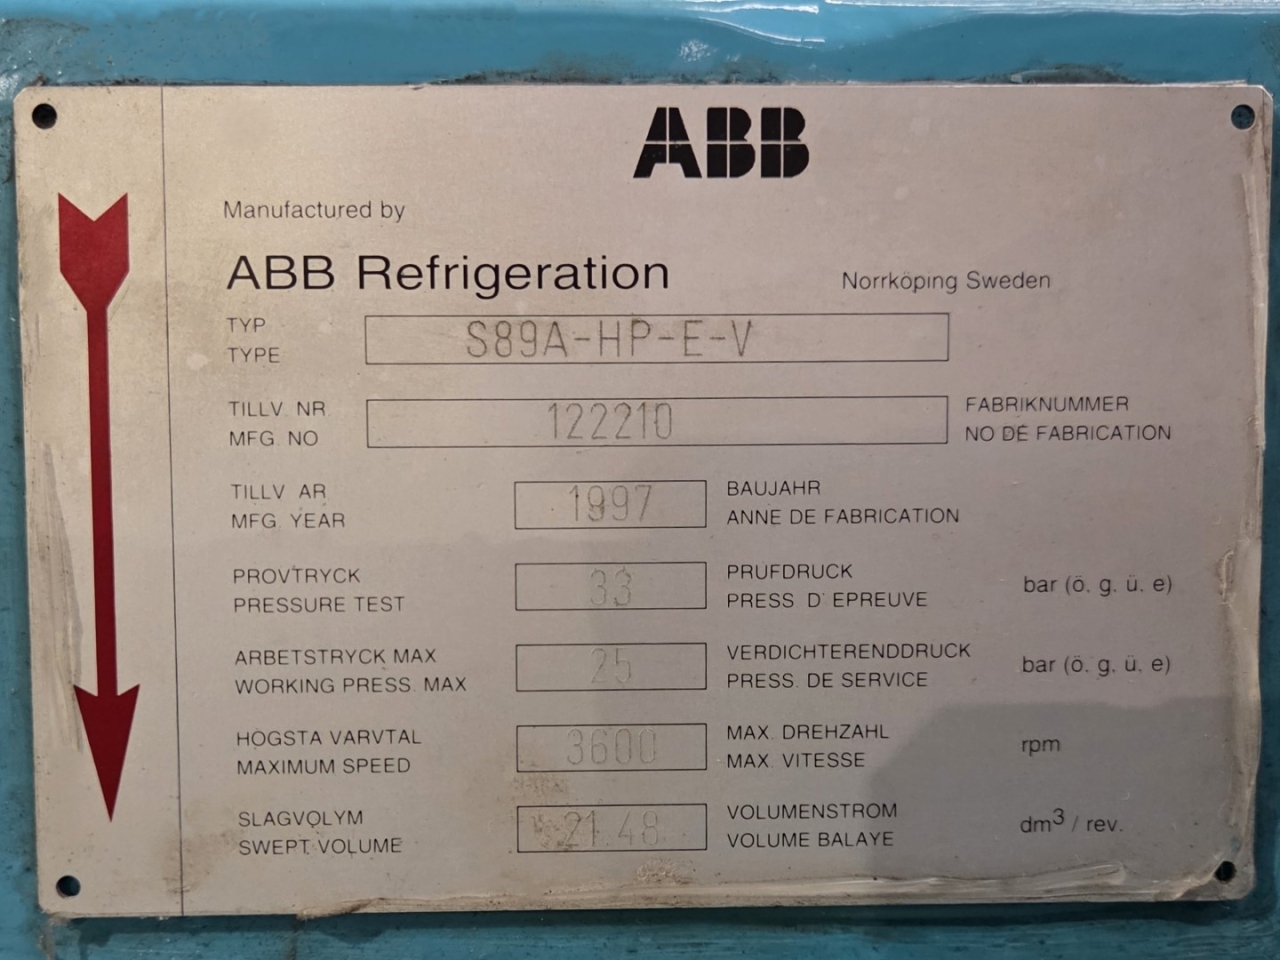 ABB
Manufactured by
ABB Refrigeration Norrköping Sweden
TYP
TYPE
S89A-HP-E-V
TILLV. NR.
MFG. NO
122210
FABRIKNUMMER
NO DE FABRICATION
TILLV. AR
MFG. YEAR
1997
BAUJAHR
ANNE DE FABRICATION
PROVTRYCK
PRESSURE TEST
33
PRUFDRUCK
PRESS. D'EPREUVE
bar (ö. g. ü. e)
ARBETSTRYCK MAX
WORKING PRESS. MAX
25
VERDICHTERENDDRUCK
PRESS. DE SERVICE
bar (ö. g. ü. e)
HOGSTA VARVTAL
MAXIMUM SPEED
3600
MAX. DREHZAHL
MAX. VITESSE
rpm
SLAGVOLYM
SWEPT VOLUME
21.48
VOLUMENSTROM
VOLUME BALAYE
dm³ / rev.